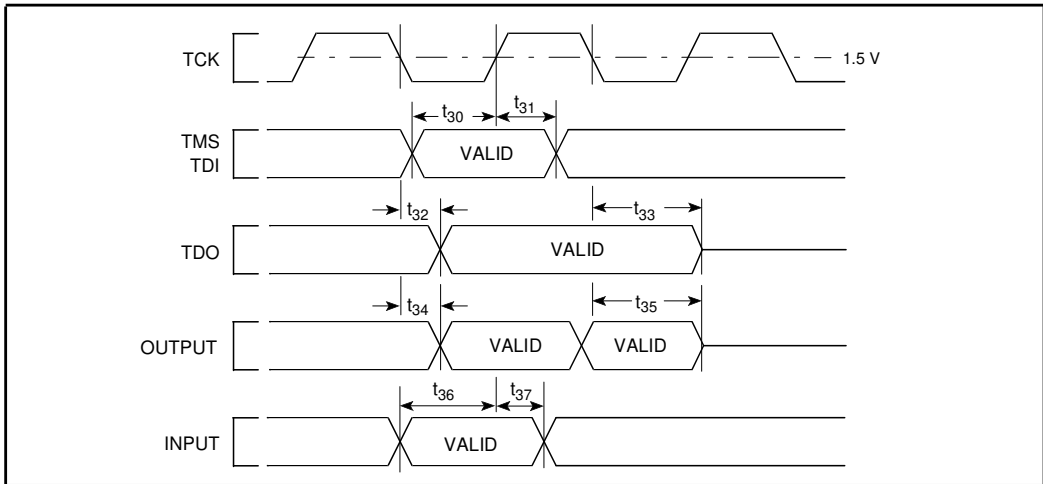 TCK
1.5 V
t30
t31
TMS
TDI
VALID
t32
t33
TDO
VALID
t34
t35
OUTPUT
VALID
VALID
t36
t37
INPUT
VALID